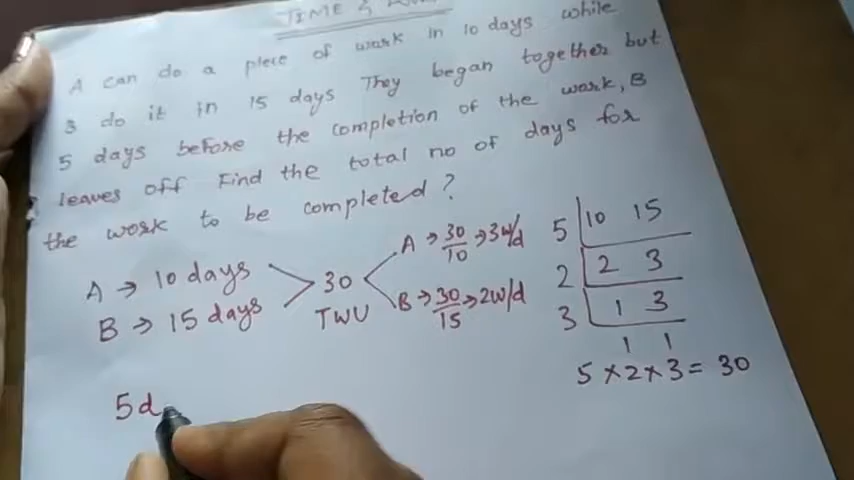 TIME &
A can do a piece of work in 10 days while
B do it in 15 days They began together but
5 days before the completion of the work, B
leaves off Find the total no of days for
the work to be completed?
A → 10 days
B → 15 days
30
TWU
A → 30/10 → 3w/d
B → 30/15 → 2w/d
5 10 15
2 2 3
3 1 3
1 1
5 × 2 × 3 = 30
5d